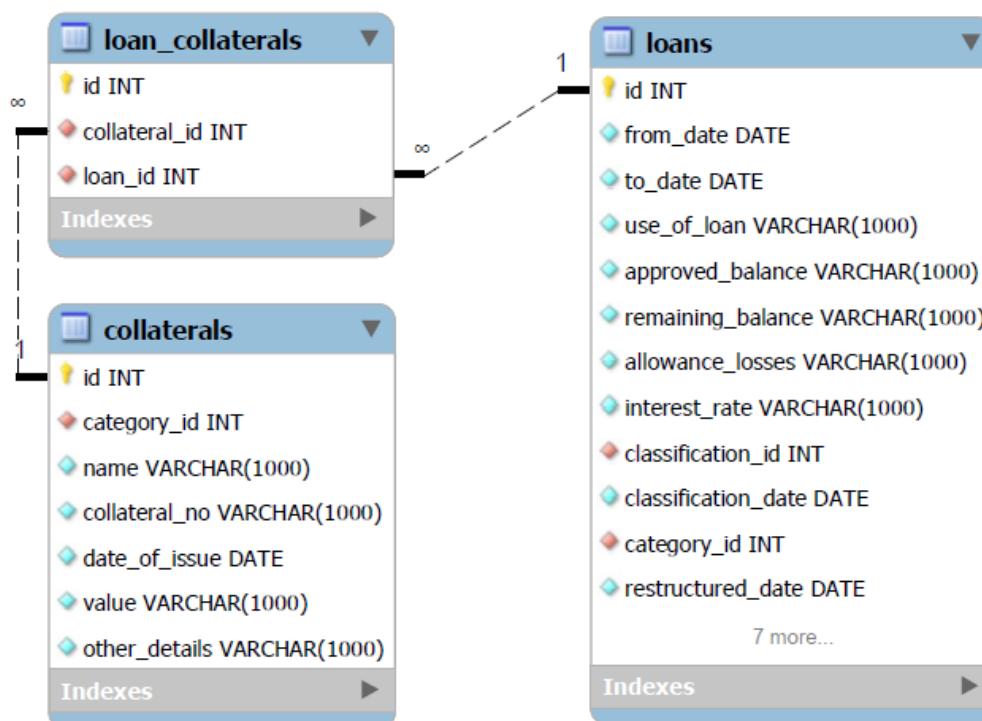 loan_collaterals
id INT
∞
collateral_id INT
∞
loan_id INT
Indexes
1
collaterals
id INT
category_id INT
name VARCHAR(1000)
collateral_no VARCHAR(1000)
date_of_issue DATE
value VARCHAR(1000)
other_details VARCHAR(1000)
Indexes
loans
1
id INT
from_date DATE
to_date DATE
use_of_loan VARCHAR(1000)
approved_balance VARCHAR(1000)
remaining_balance VARCHAR(1000)
allowance_losses VARCHAR(1000)
interest_rate VARCHAR(1000)
classification_id INT
classification_date DATE
category_id INT
restructured_date DATE
7 more...
Indexes